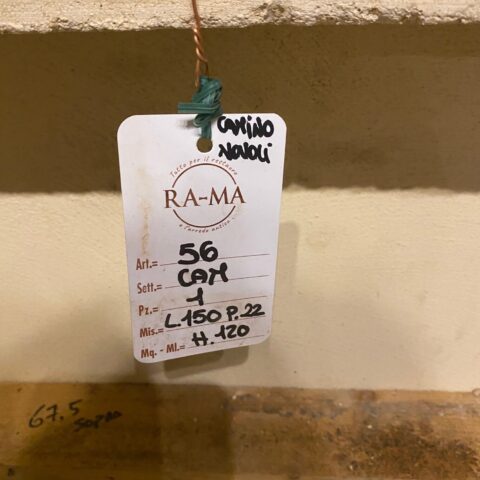 CAMINO
NOVOLI
Tutto per il restauro
RA-MA
e l'arredo antico
Art.= 56
Sett.= CAM
Pz.= 1
Mis.= L.150 P.22
Mq. - Ml.= H.120
67.5
SOPRA